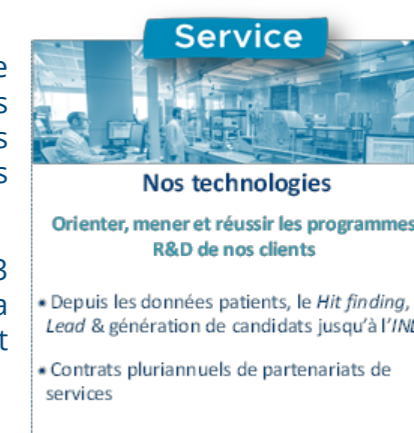 Service
Nos technologies
Orienter, mener et réussir les programmes
R&D de nos clients
• Depuis les données patients, le Hit finding,
Lead & génération de candidats jusqu'à l'IND
• Contrats pluriannuels de partenariats de
services